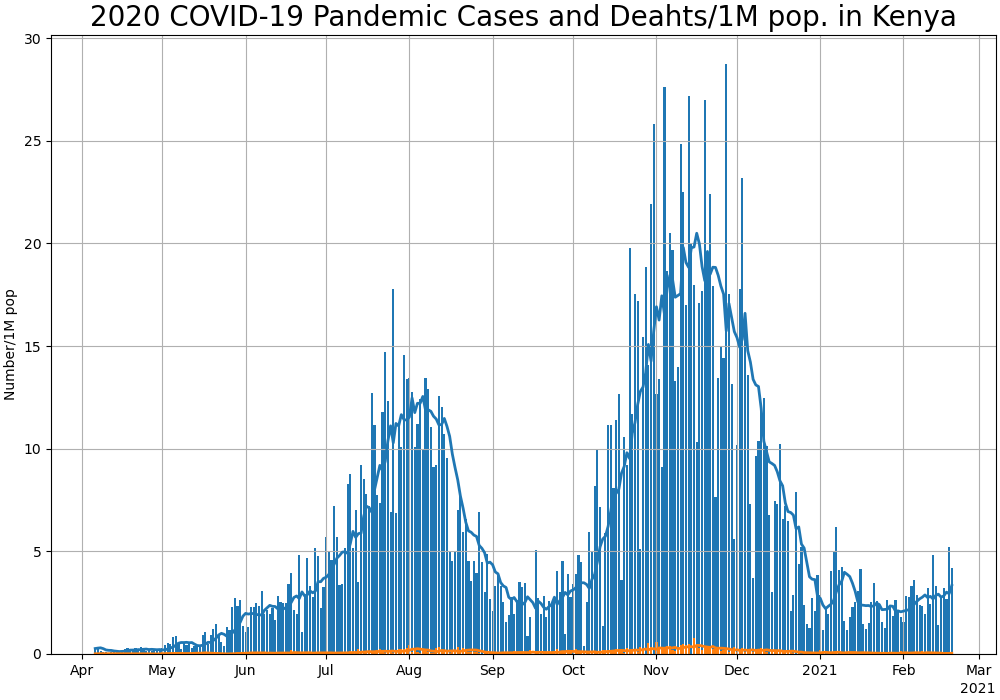 2020 COVID-19 Pandemic Cases and Deahts/1M pop. in Kenya
30
25
20
15
10
5
0
Number/1M pop
Apr May Jun Jul Aug Sep Oct Nov Dec 2021 Feb Mar
2021